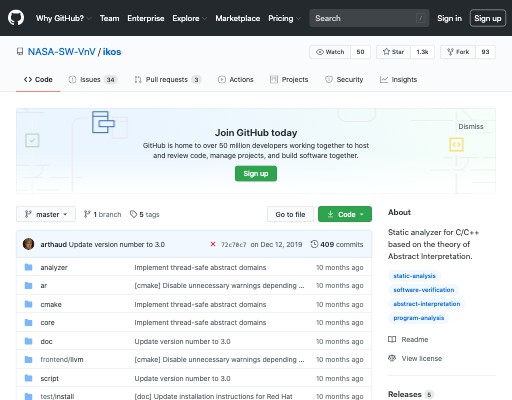 Why GitHub? Team Enterprise Explore Marketplace Pricing Search / Sign in Sign up
NASA-SW-VnV / ikos Watch 50 Star 1.3k Fork 93
Code Issues 34 Pull requests 3 Actions Projects Security Insights
Join GitHub today
Dismiss
GitHub is home to over 50 million developers working together to host
and review code, manage projects, and build software together.
Sign up
master 1 branch 5 tags Go to file Code
arthaud Update version number to 3.0 72c70c7 on Dec 12, 2019 409 commits
analyzer Implement thread-safe abstract domains 10 months ago
ar [cmake] Disable unnecessary warnings depending ... 10 months ago
cmake Implement thread-safe abstract domains 10 months ago
core Implement thread-safe abstract domains 10 months ago
doc Update version number to 3.0 10 months ago
frontend/llvm [cmake] Disable unnecessary warnings depending ... 10 months ago
script Update version number to 3.0 10 months ago
test/install [doc] Update installation instructions for Red Hat 10 months ago
About
Static analyzer for C/C++
based on the theory of
Abstract Interpretation.
static-analysis
software-verification
abstract-interpretation
program-analysis
Readme
View license
Releases 5